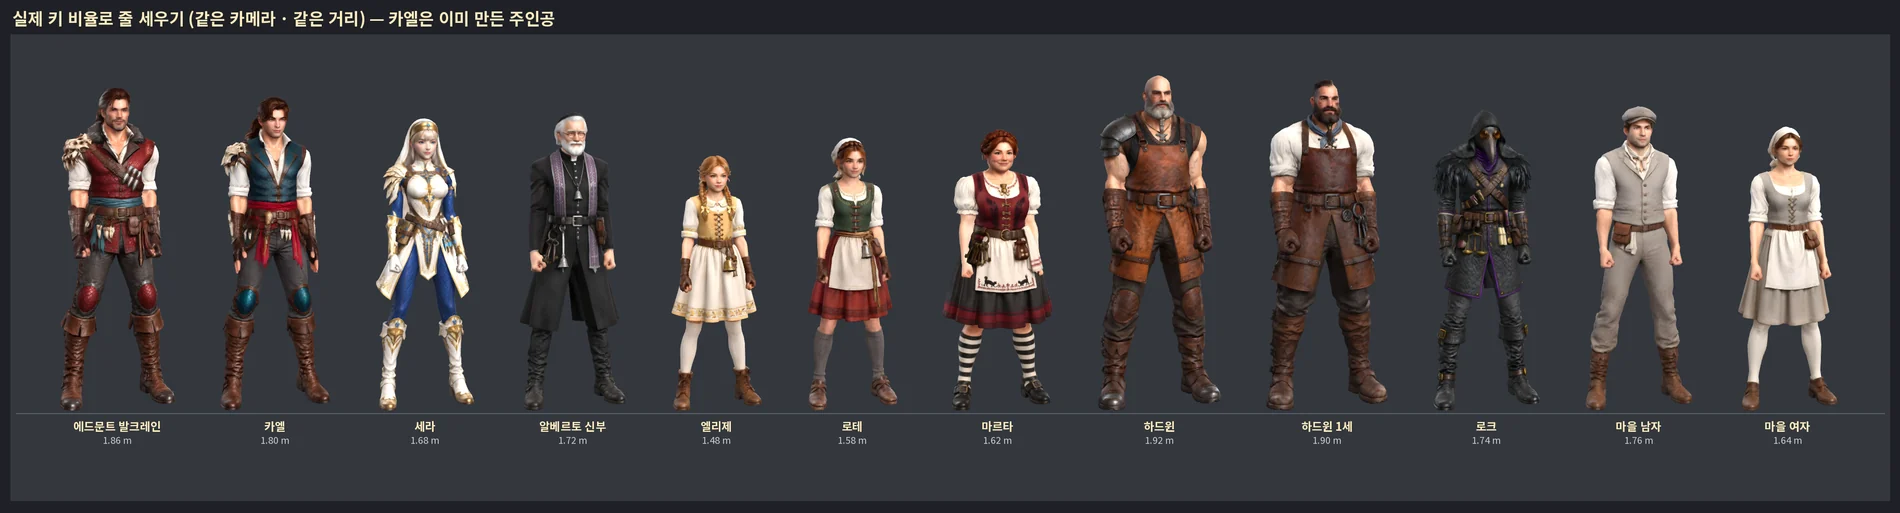 실제 키 비율로 줄 세우기 (같은 카메라 · 같은 거리) — 카엘은 이미 만든 주인공
에드문트 발크레인
1.86 m
카엘
1.80 m
세라
1.68 m
알베르토 신부
1.72 m
엘리제
1.48 m
로테
1.58 m
마르타
1.62 m
하드윈
1.92 m
하드윈 1세
1.90 m
로크
1.74 m
마을 남자
1.76 m
마을 여자
1.64 m